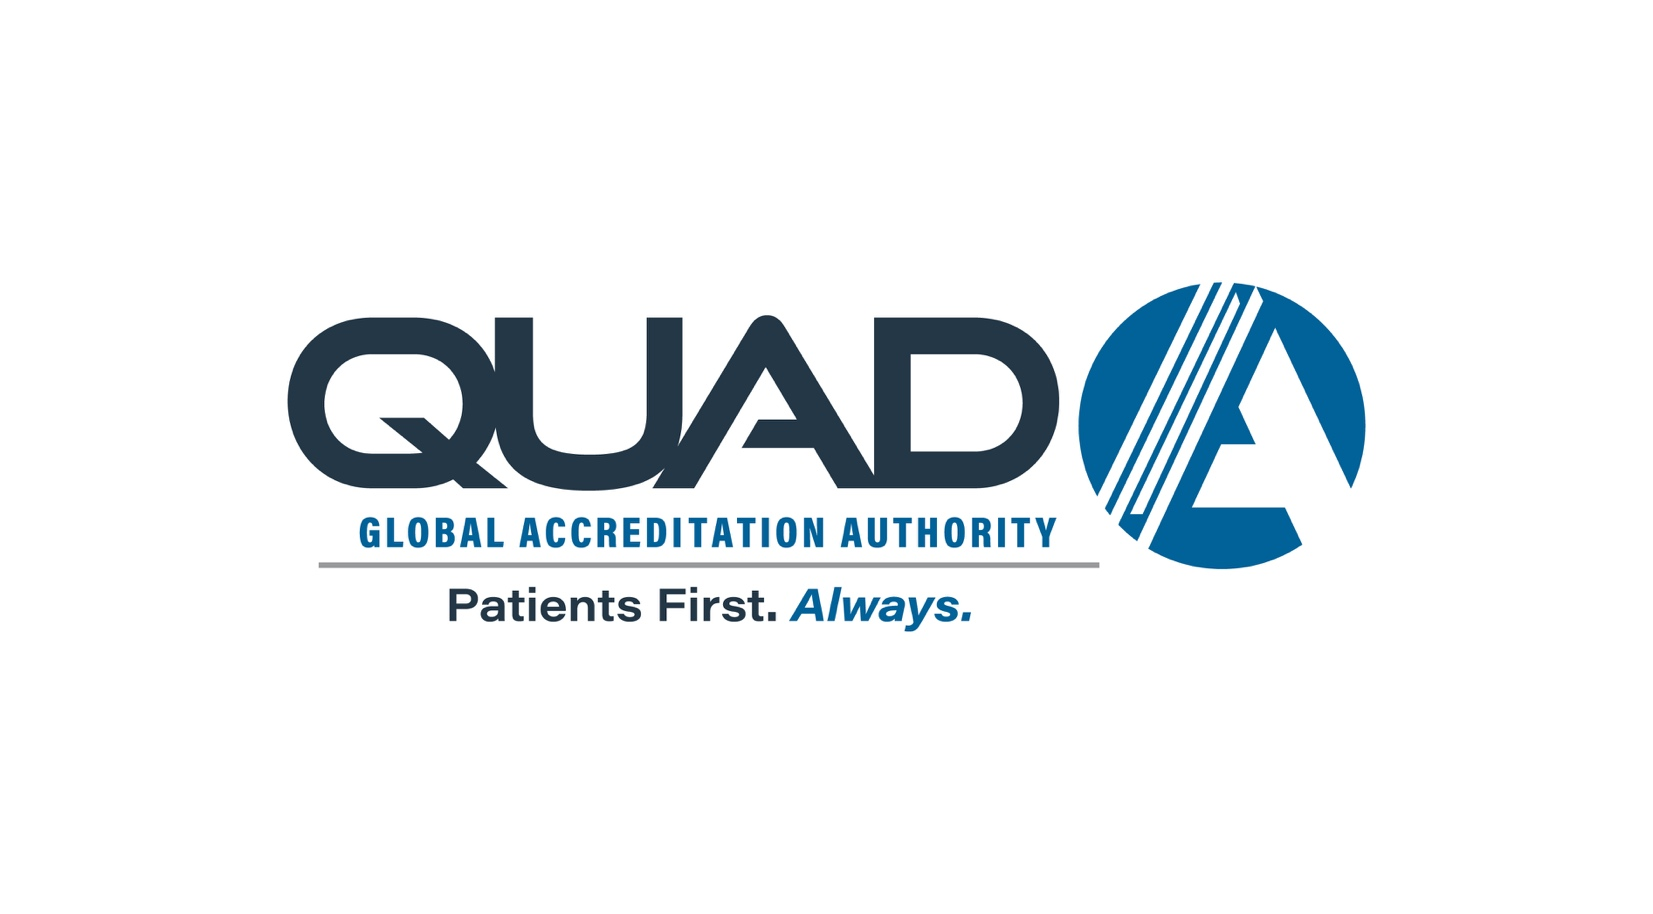 QUAD A
GLOBAL ACCREDITATION AUTHORITY
Patients First. Always.